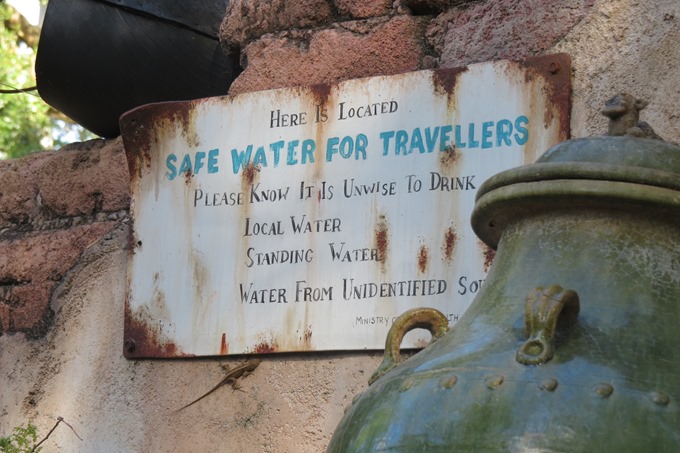 Here Is Located
SAFE WATER FOR TRAVELLERS
Please Know It Is Unwise To Drink
Local Water
Standing Water
Water From Unidentified
Ministry